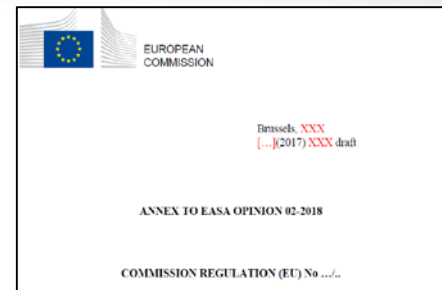 EUROPEAN
COMMISSION
Brussels, XXX
[…](2017) XXX draft
ANNEX TO EASA OPINION 02-2018
COMMISSION REGULATION (EU) No …/..